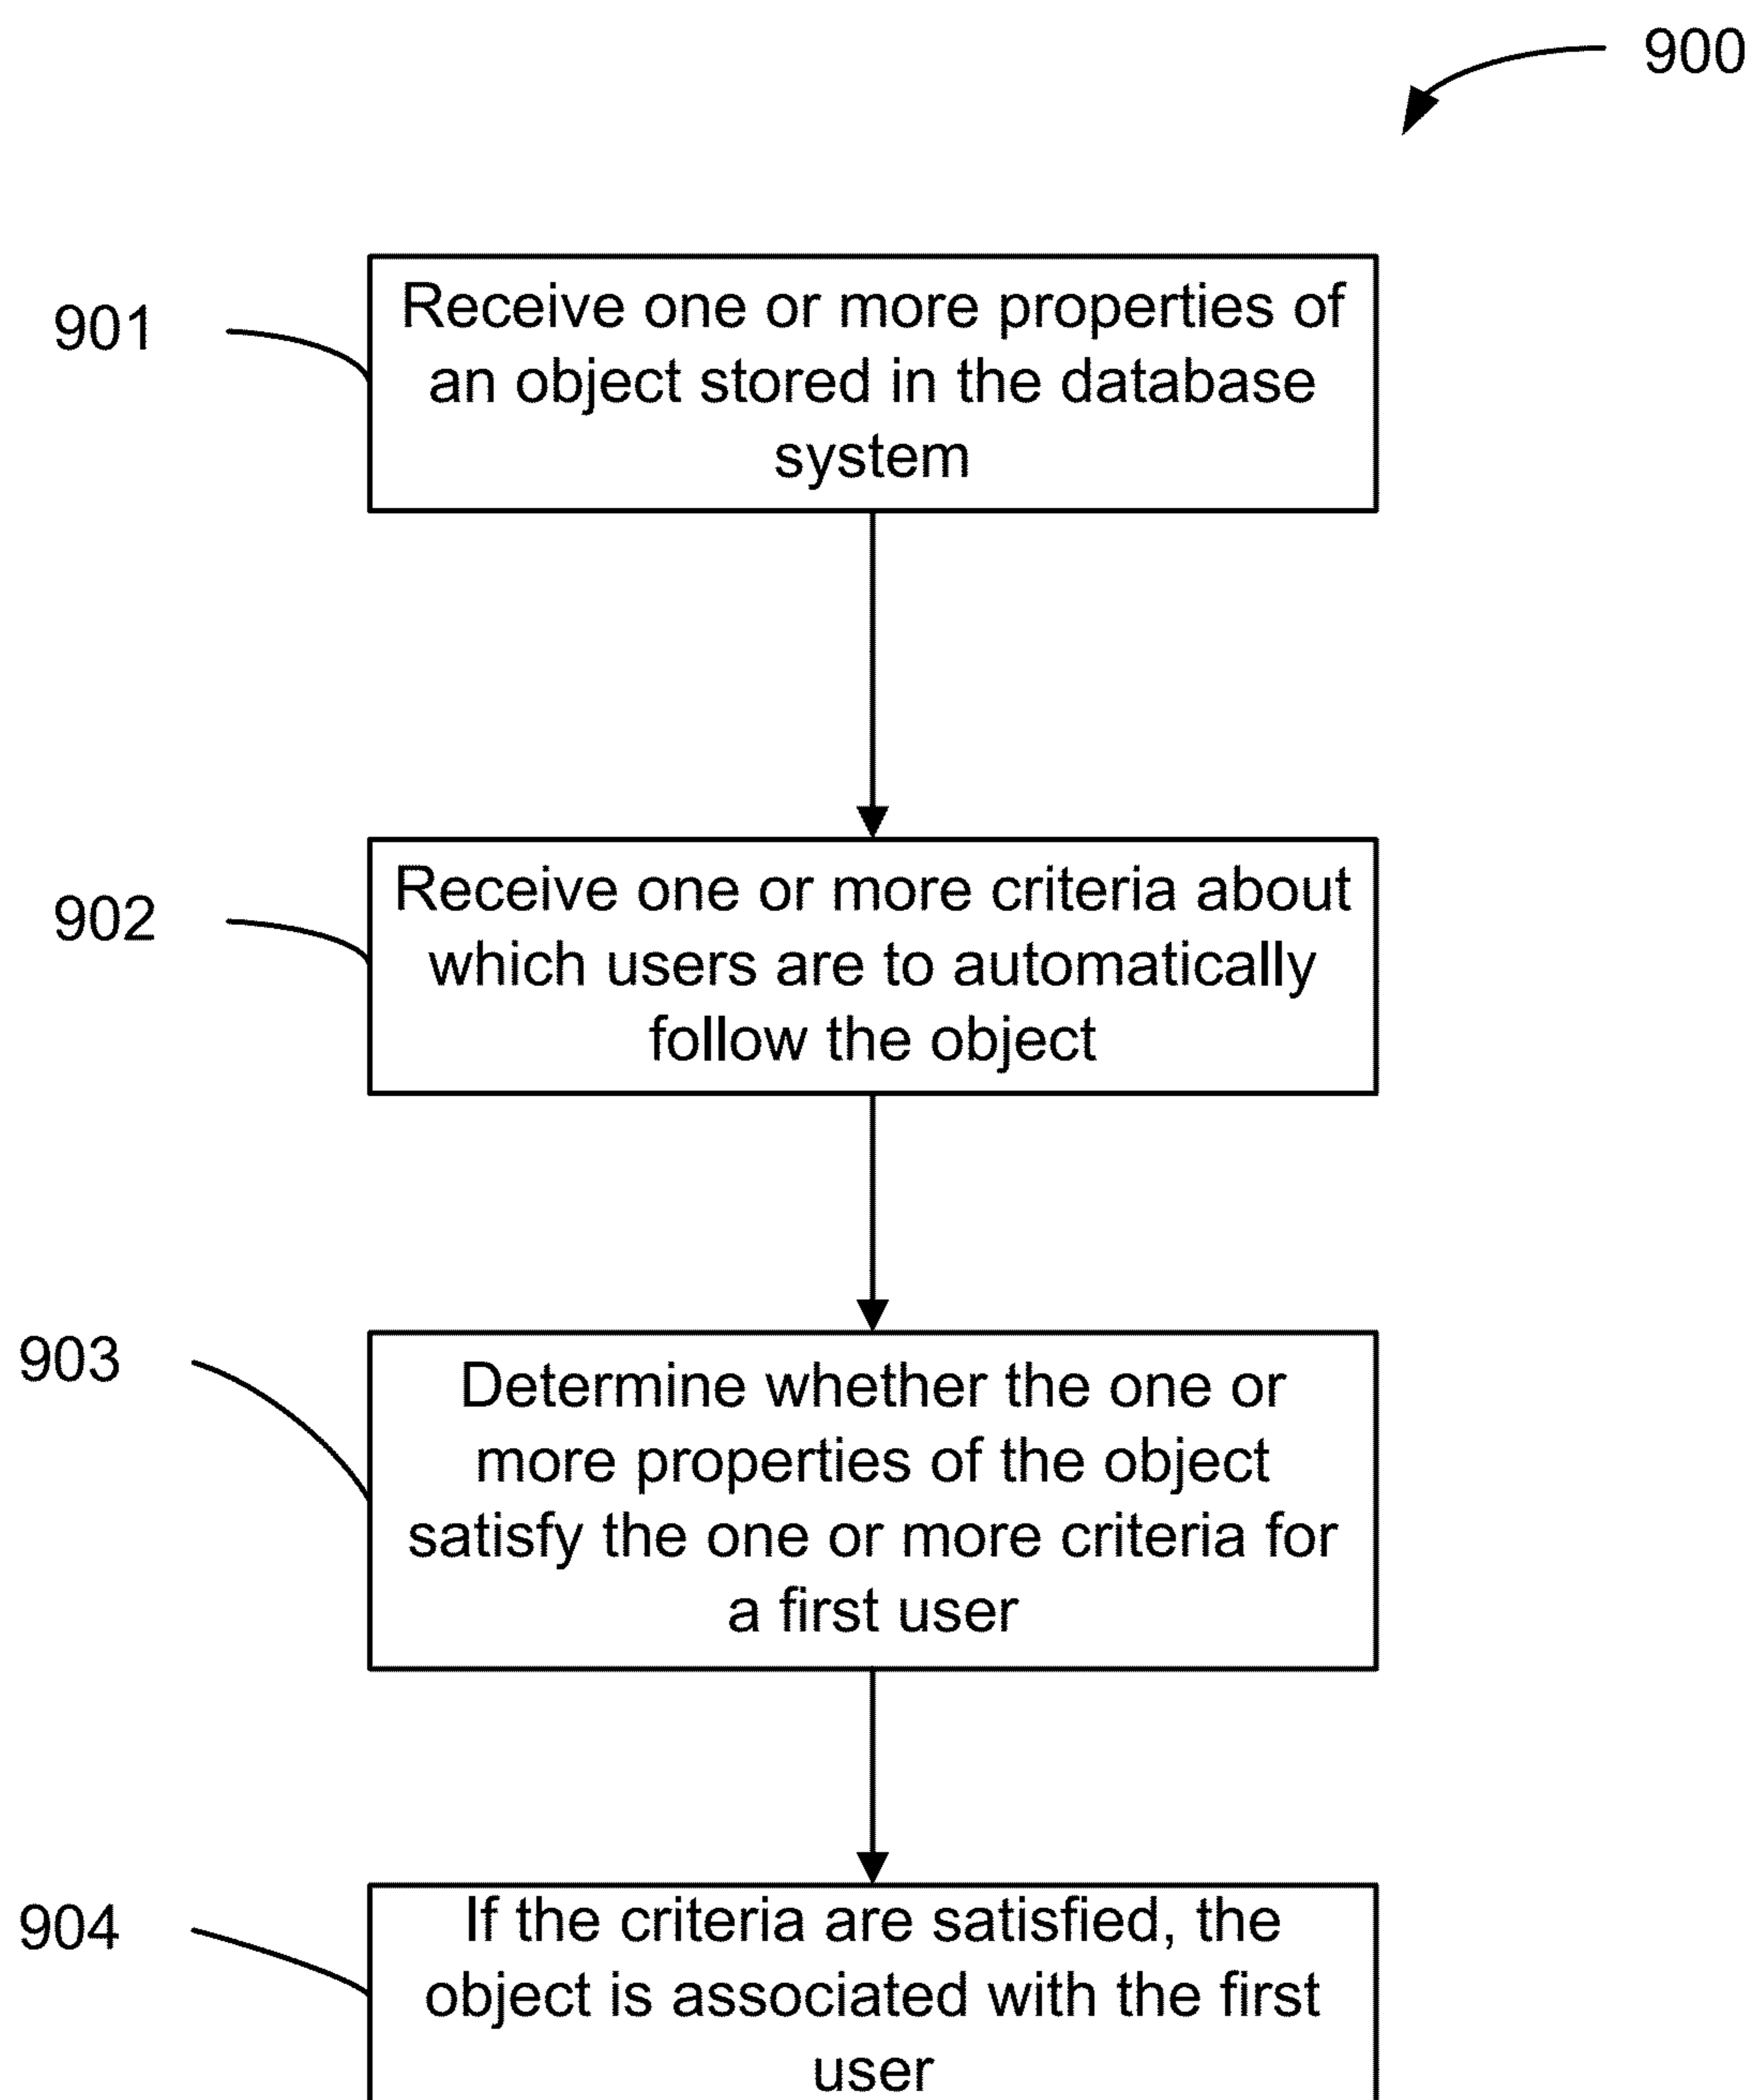 900
901
Receive one or more properties of
an object stored in the database
system
902
Receive one or more criteria about
which users are to automatically
follow the object
903
Determine whether the one or
more properties of the object
satisfy the one or more criteria for
a first user
904
If the criteria are satisfied, the
object is associated with the first
user